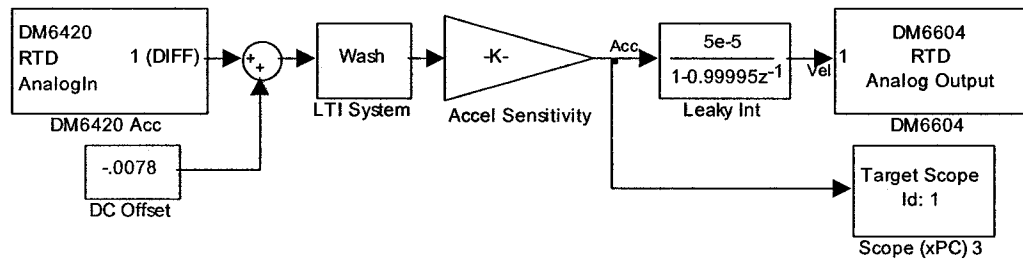 DM6420
RTD
AnalogIn
1 (DIFF)
DM6420 Acc
-.0078
DC Offset
+
+
Wash
LTI System
-K-
Accel Sensitivity
Acc
5e-5
1-0.99995z-1
Leaky Int
Vel
1
DM6604
RTD
Analog Output
DM6604
Target Scope
Id: 1
Scope (xPC) 3